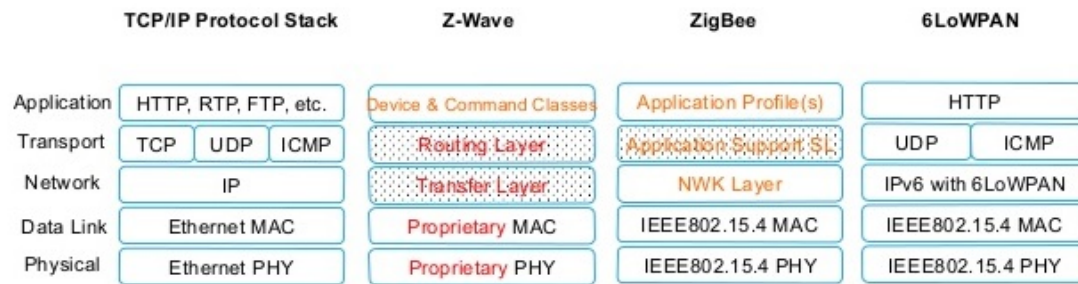 TCP/IP Protocol Stack Z-Wave ZigBee 6LoWPAN
Application HTTP, RTP, FTP, etc. Device & Command Classes Application Profile(s) HTTP
Transport TCP UDP ICMP Routing Layer Application Support SL UDP ICMP
Network IP Transfer Layer NWK Layer IPv6 with 6LoWPAN
Data Link Ethernet MAC Proprietary MAC IEEE802.15.4 MAC IEEE802.15.4 MAC
Physical Ethernet PHY Proprietary PHY IEEE802.15.4 PHY IEEE802.15.4 PHY